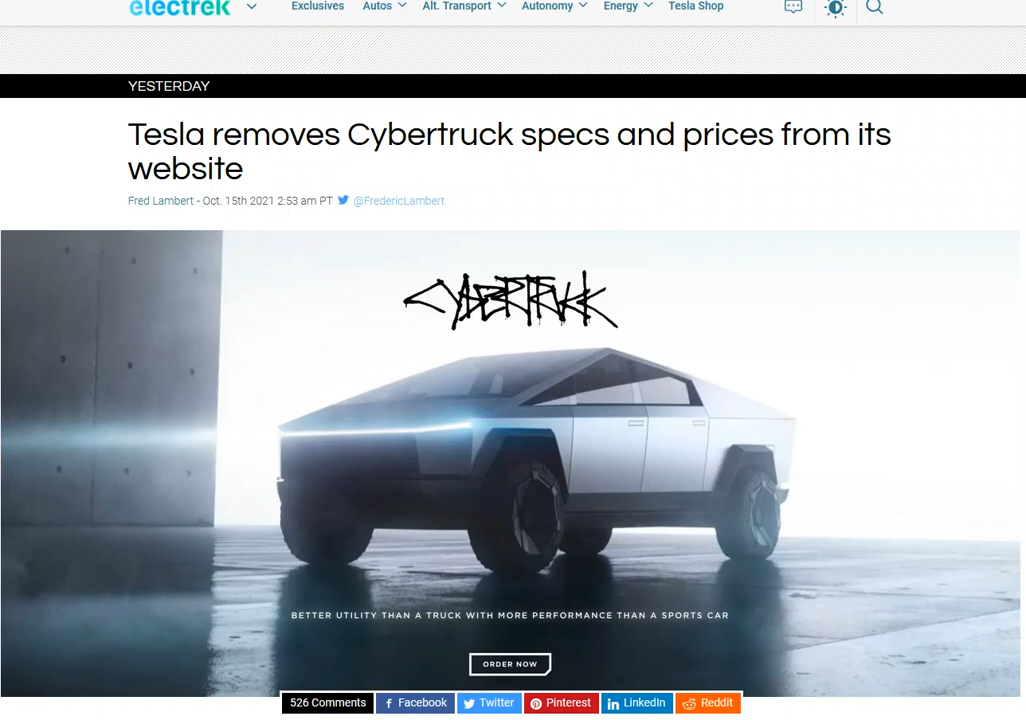 electrek
Exclusives Autos Alt. Transport Autonomy Energy Tesla Shop
YESTERDAY
Tesla removes Cybertruck specs and prices from its
website
Fred Lambert - Oct. 15th 2021 2:53 am PT @FredericLambert
CYBERTRUCK
BETTER UTILITY THAN A TRUCK WITH MORE PERFORMANCE THAN A SPORTS CAR
ORDER NOW
526 Comments Facebook Twitter Pinterest LinkedIn Reddit